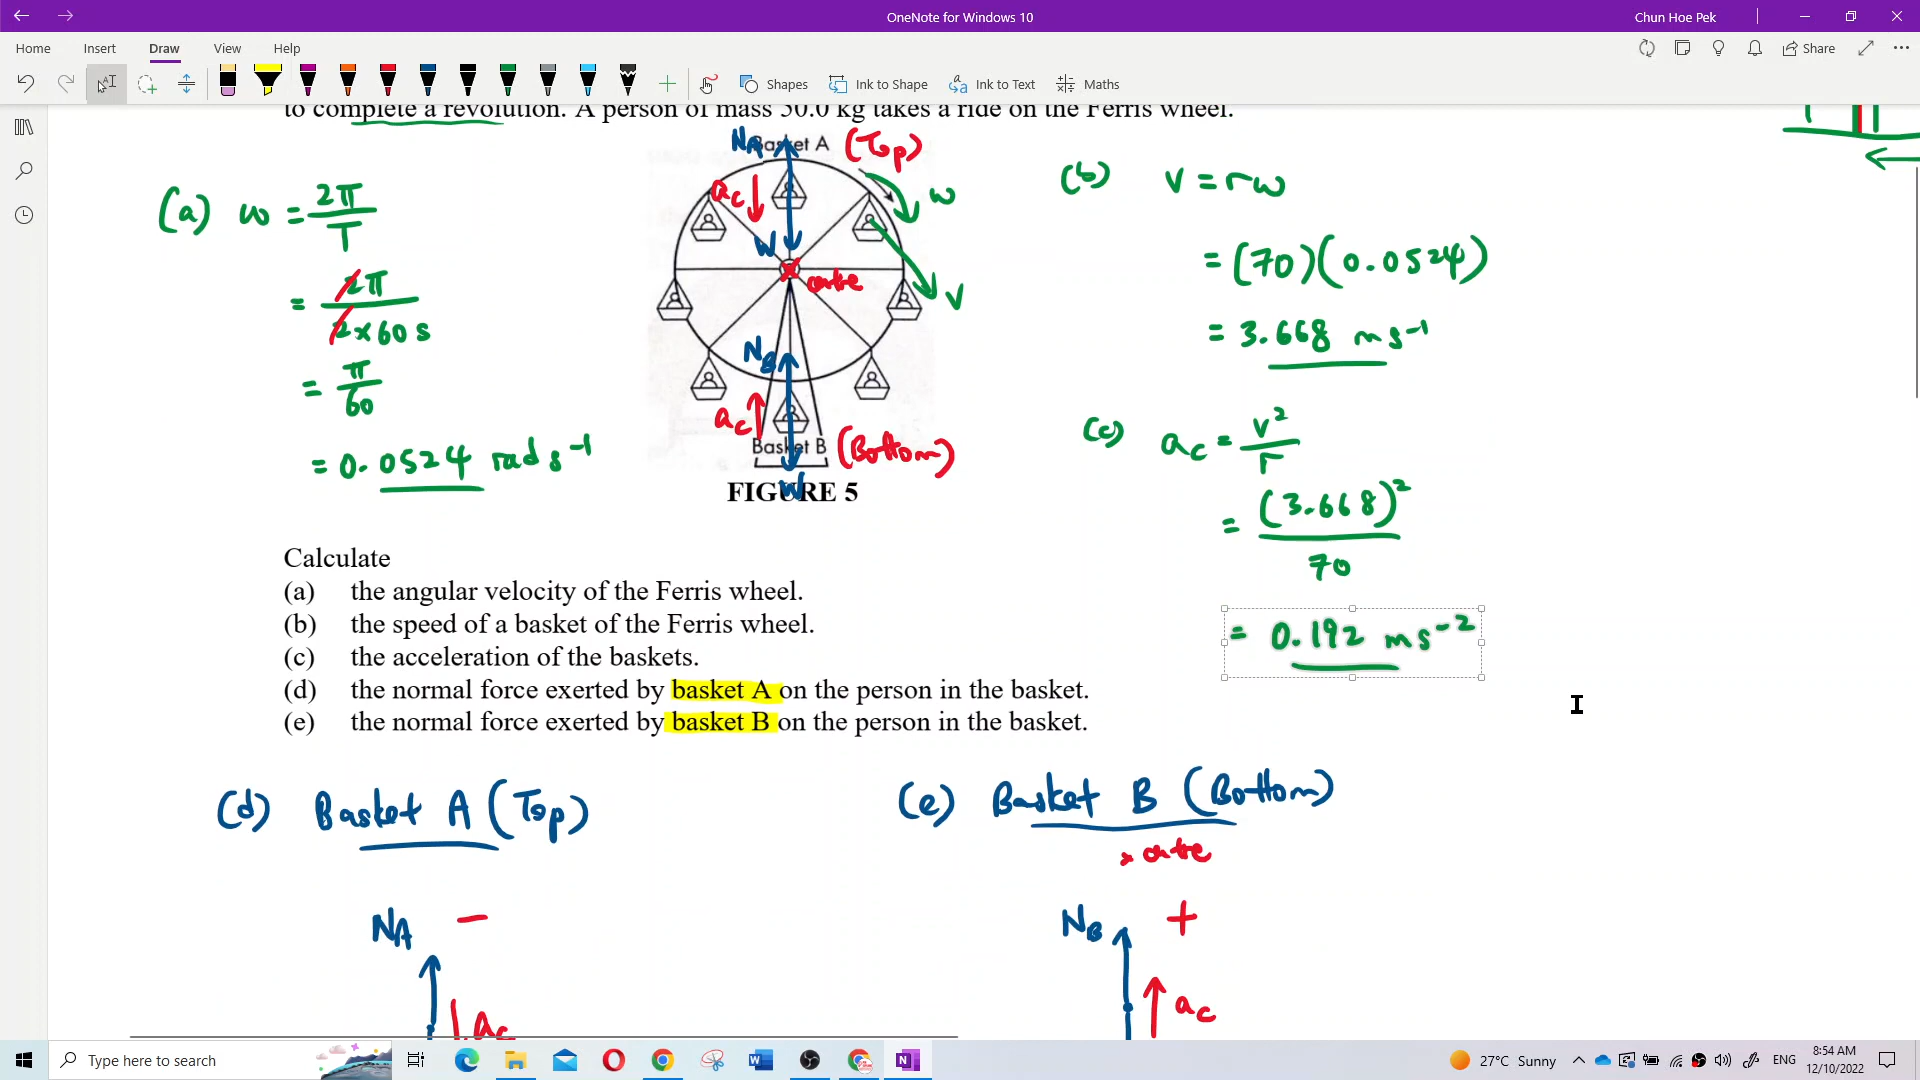 OneNote for Windows 10
Chun Hoe Pek
Home Insert Draw View Help
Share
Shapes Ink to Shape Ink to Text Maths
to complete a revolution. A person of mass 50.0 kg takes a ride on the Ferris wheel.
NA Basket A (Top)
ac
w
W
centre
v
NB
ac
Basket B (Bottom)
W
FIGURE 5
(a) ω = 2π/T
= 2π/2×60 s
= π/60
= 0.0524 rad s⁻¹
(b) v = rω
= (70)(0.0524)
= 3.668 m s⁻¹
(c) ac = v²/r
= (3.668)²/70
= 0.192 m s⁻²
Calculate
(a) the angular velocity of the Ferris wheel.
(b) the speed of a basket of the Ferris wheel.
(c) the acceleration of the baskets.
(d) the normal force exerted by basket A on the person in the basket.
(e) the normal force exerted by basket B on the person in the basket.
(d) Basket A (Top)
NA −
ac
(e) Basket B (Bottom)
× centre
NB +
ac
Type here to search
27°C Sunny
ENG
8:54 AM
12/10/2022